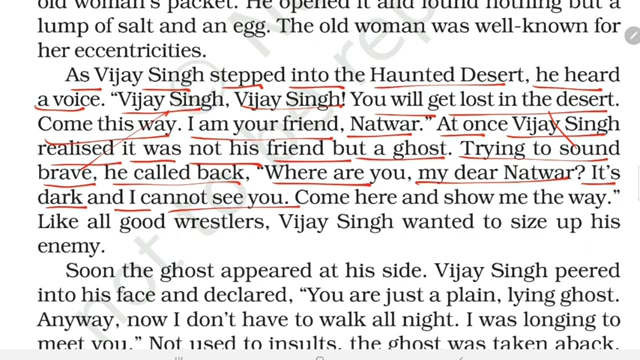 old woman's packet. He opened it and found nothing but a
lump of salt and an egg. The old woman was well-known for
her eccentricities.
As Vijay Singh stepped into the Haunted Desert, he heard
a voice. “Vijay Singh, Vijay Singh! You will get lost in the desert.
Come this way. I am your friend, Natwar.” At once Vijay Singh
realised it was not his friend but a ghost. Trying to sound
brave, he called back, “Where are you, my dear Natwar? It's
dark and I cannot see you. Come here and show me the way.”
Like all good wrestlers, Vijay Singh wanted to size up his
enemy.
Soon the ghost appeared at his side. Vijay Singh peered
into his face and declared, “You are just a plain, lying ghost.
Anyway, now I don't have to walk all night. I was longing to
meet you.” Not used to insults, the ghost was taken aback.